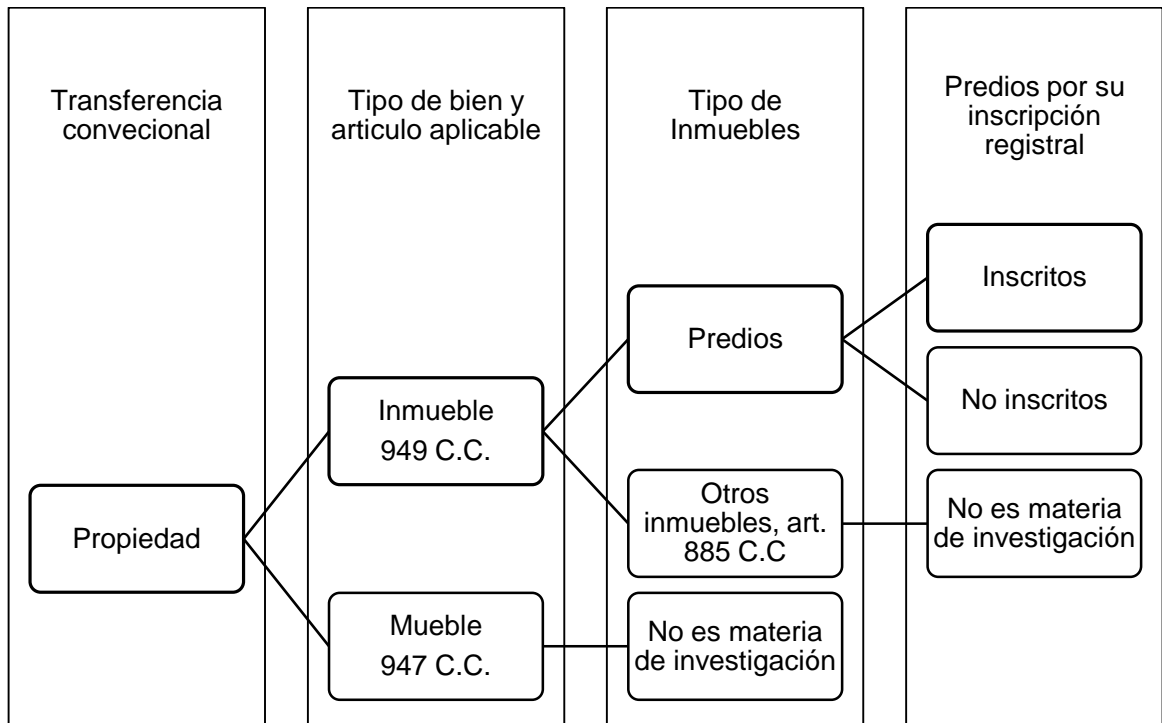 Transferencia
convecional
Tipo de bien y
articulo aplicable
Tipo de
Inmuebles
Predios por su
inscripción
registral
Propiedad
Inmueble
949 C.C.
Mueble
947 C.C.
Predios
Otros
inmuebles, art.
885 C.C
No es materia
de investigación
Inscritos
No inscritos
No es materia
de investigación